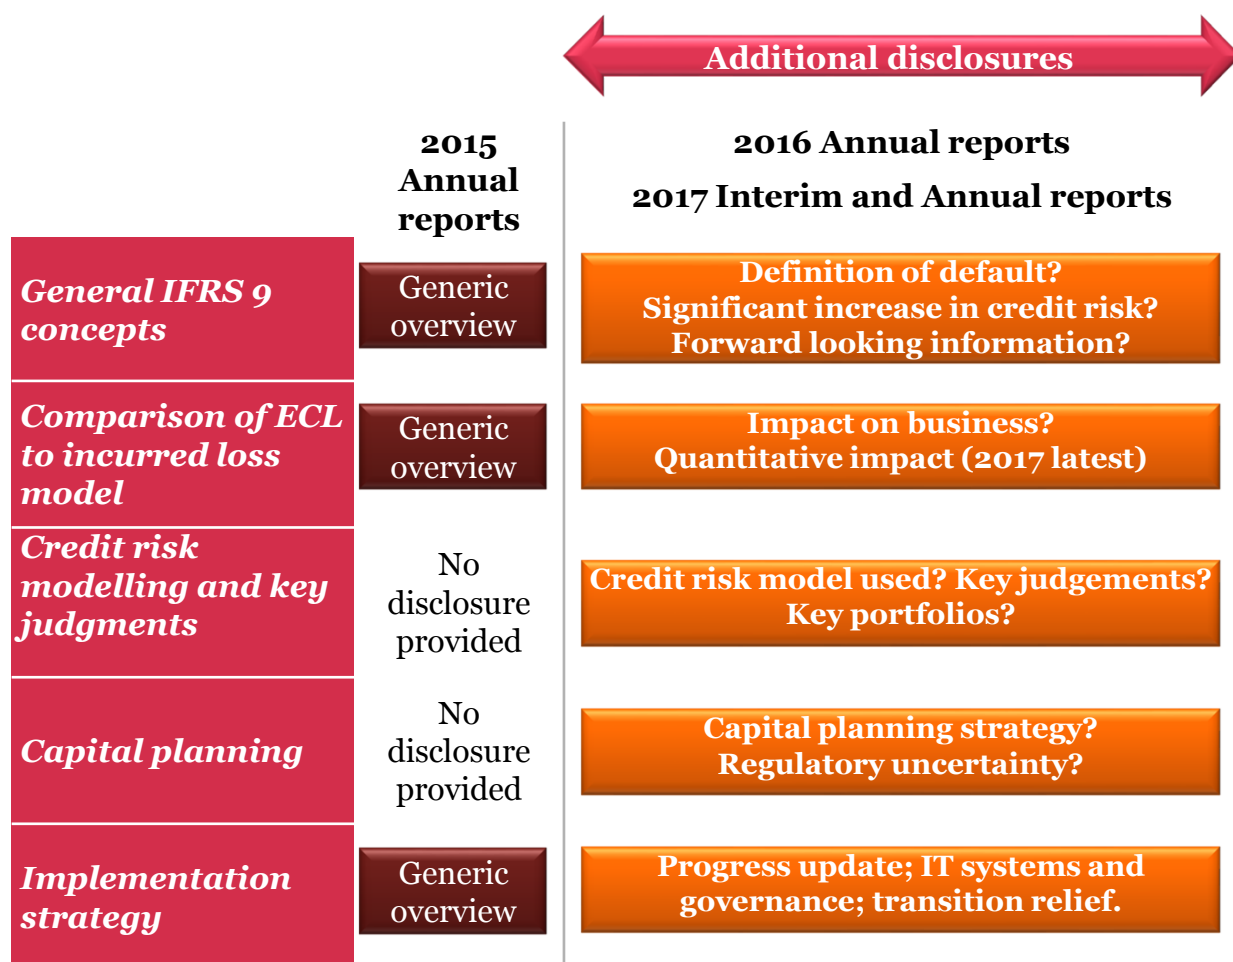 Additional disclosures
2015
Annual
reports
2016 Annual reports
2017 Interim and Annual reports
General IFRS 9
concepts
Generic
overview
Definition of default?
Significant increase in credit risk?
Forward looking information?
Comparison of ECL
to incurred loss
model
Generic
overview
Impact on business?
Quantitative impact (2017 latest)
Credit risk
modelling and key
judgments
No
disclosure
provided
Credit risk model used? Key judgements?
Key portfolios?
Capital planning
No
disclosure
provided
Capital planning strategy?
Regulatory uncertainty?
Implementation
strategy
Generic
overview
Progress update; IT systems and
governance; transition relief.